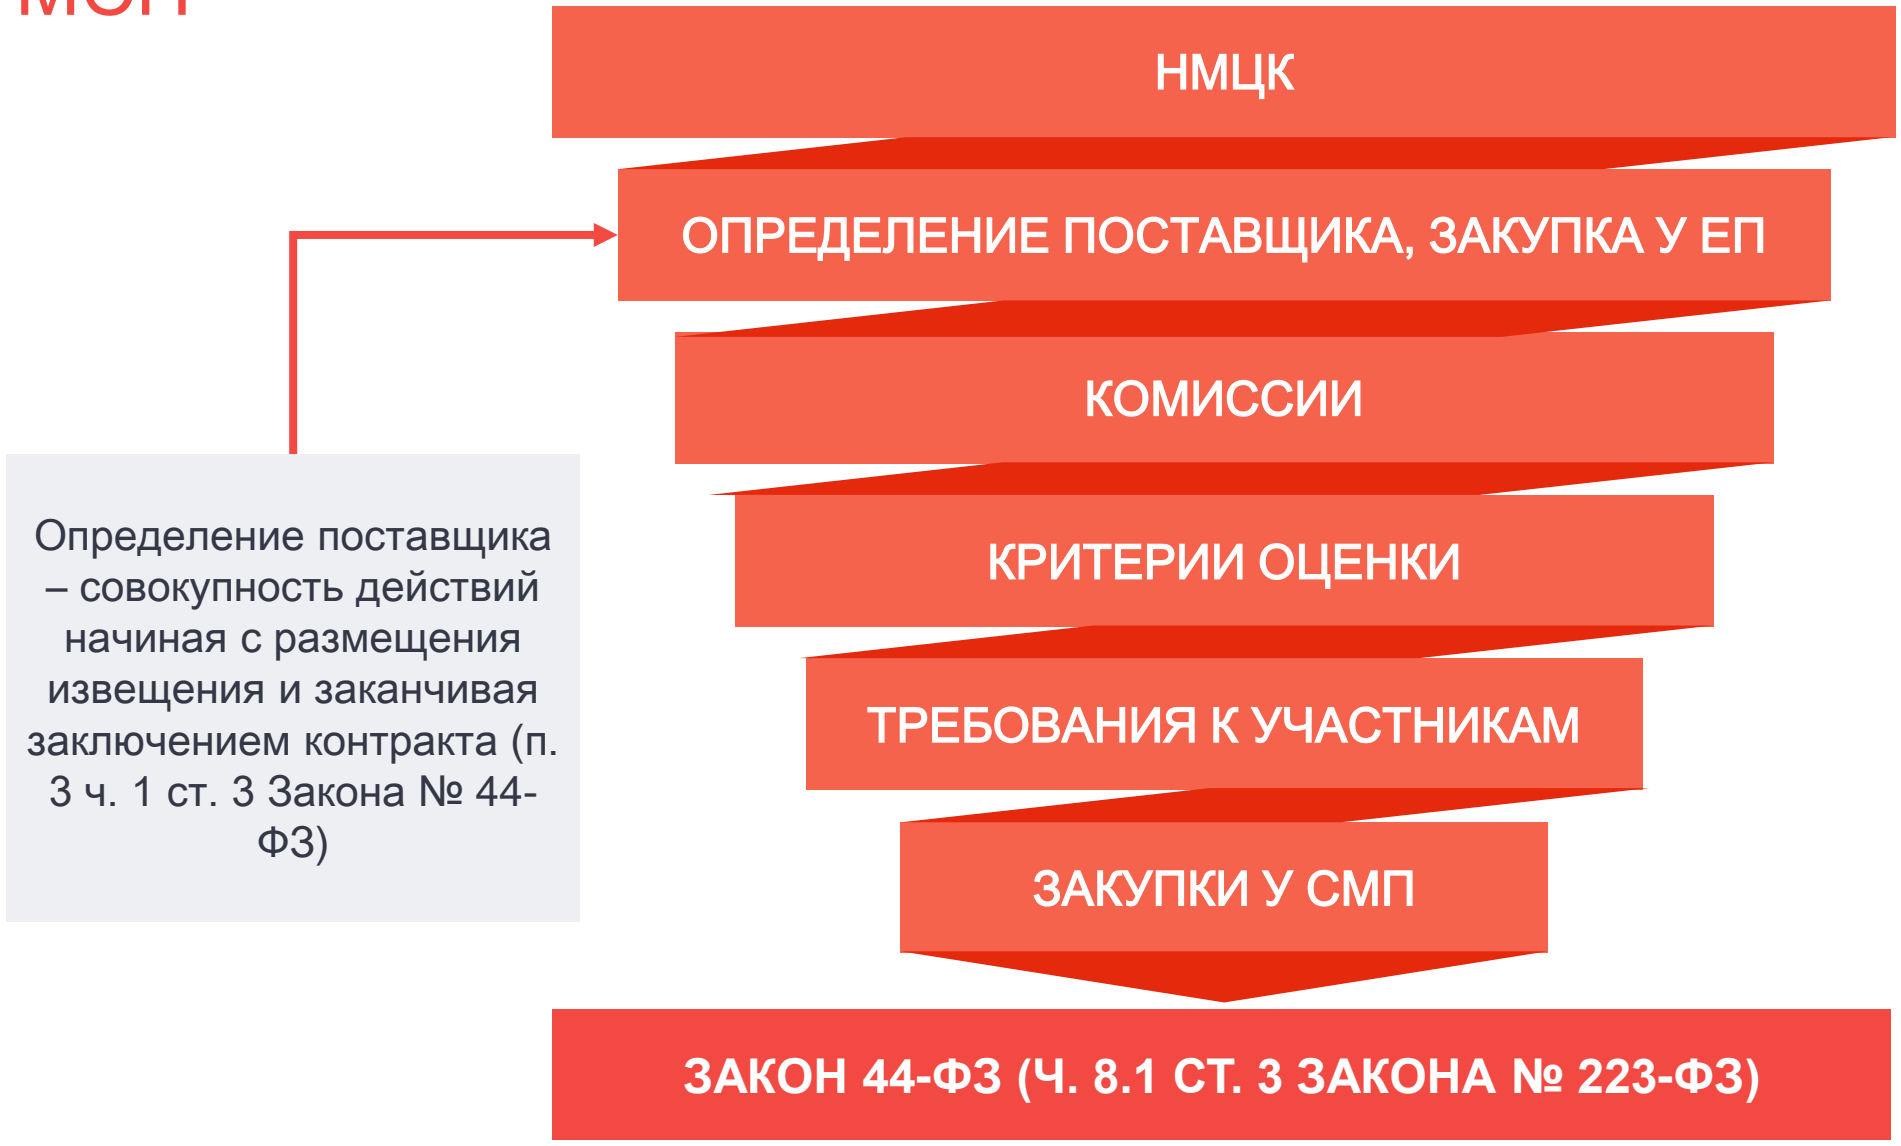 НМЦК
ОПРЕДЕЛЕНИЕ ПОСТАВЩИКА, ЗАКУПКА У ЕП
КОМИССИИ
КРИТЕРИИ ОЦЕНКИ
ТРЕБОВАНИЯ К УЧАСТНИКАМ
ЗАКУПКИ У СМП
ЗАКОН 44-ФЗ (Ч. 8.1 СТ. 3 ЗАКОНА № 223-ФЗ)
Определение поставщика
– совокупность действий
начиная с размещения
извещения и заканчивая
заключением контракта (п.
3 ч. 1 ст. 3 Закона № 44-
ФЗ)